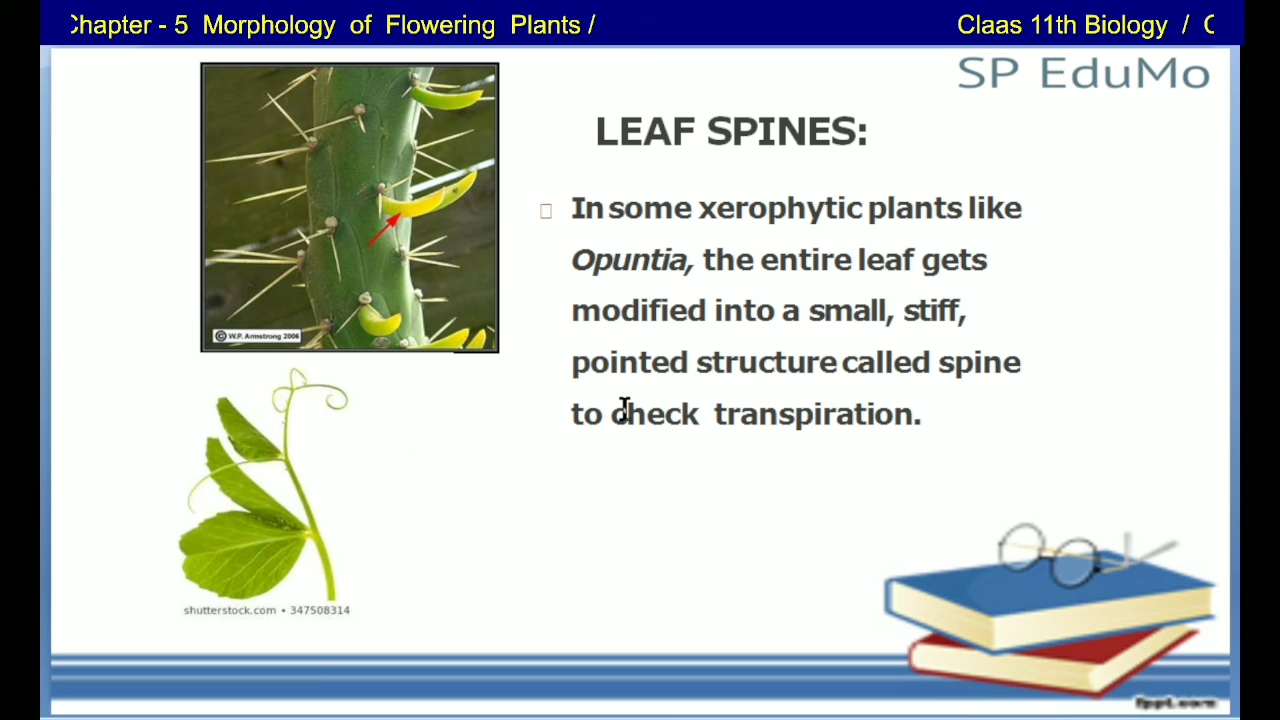 Chapter - 5 Morphology of Flowering Plants /
Claas 11th Biology /
SP EduMo
LEAF SPINES:
In some xerophytic plants like
Opuntia, the entire leaf gets
modified into a small, stiff,
pointed structure called spine
to check transpiration.
© W.P. Armstrong 2006
shutterstock.com • 347508314
fppt.com